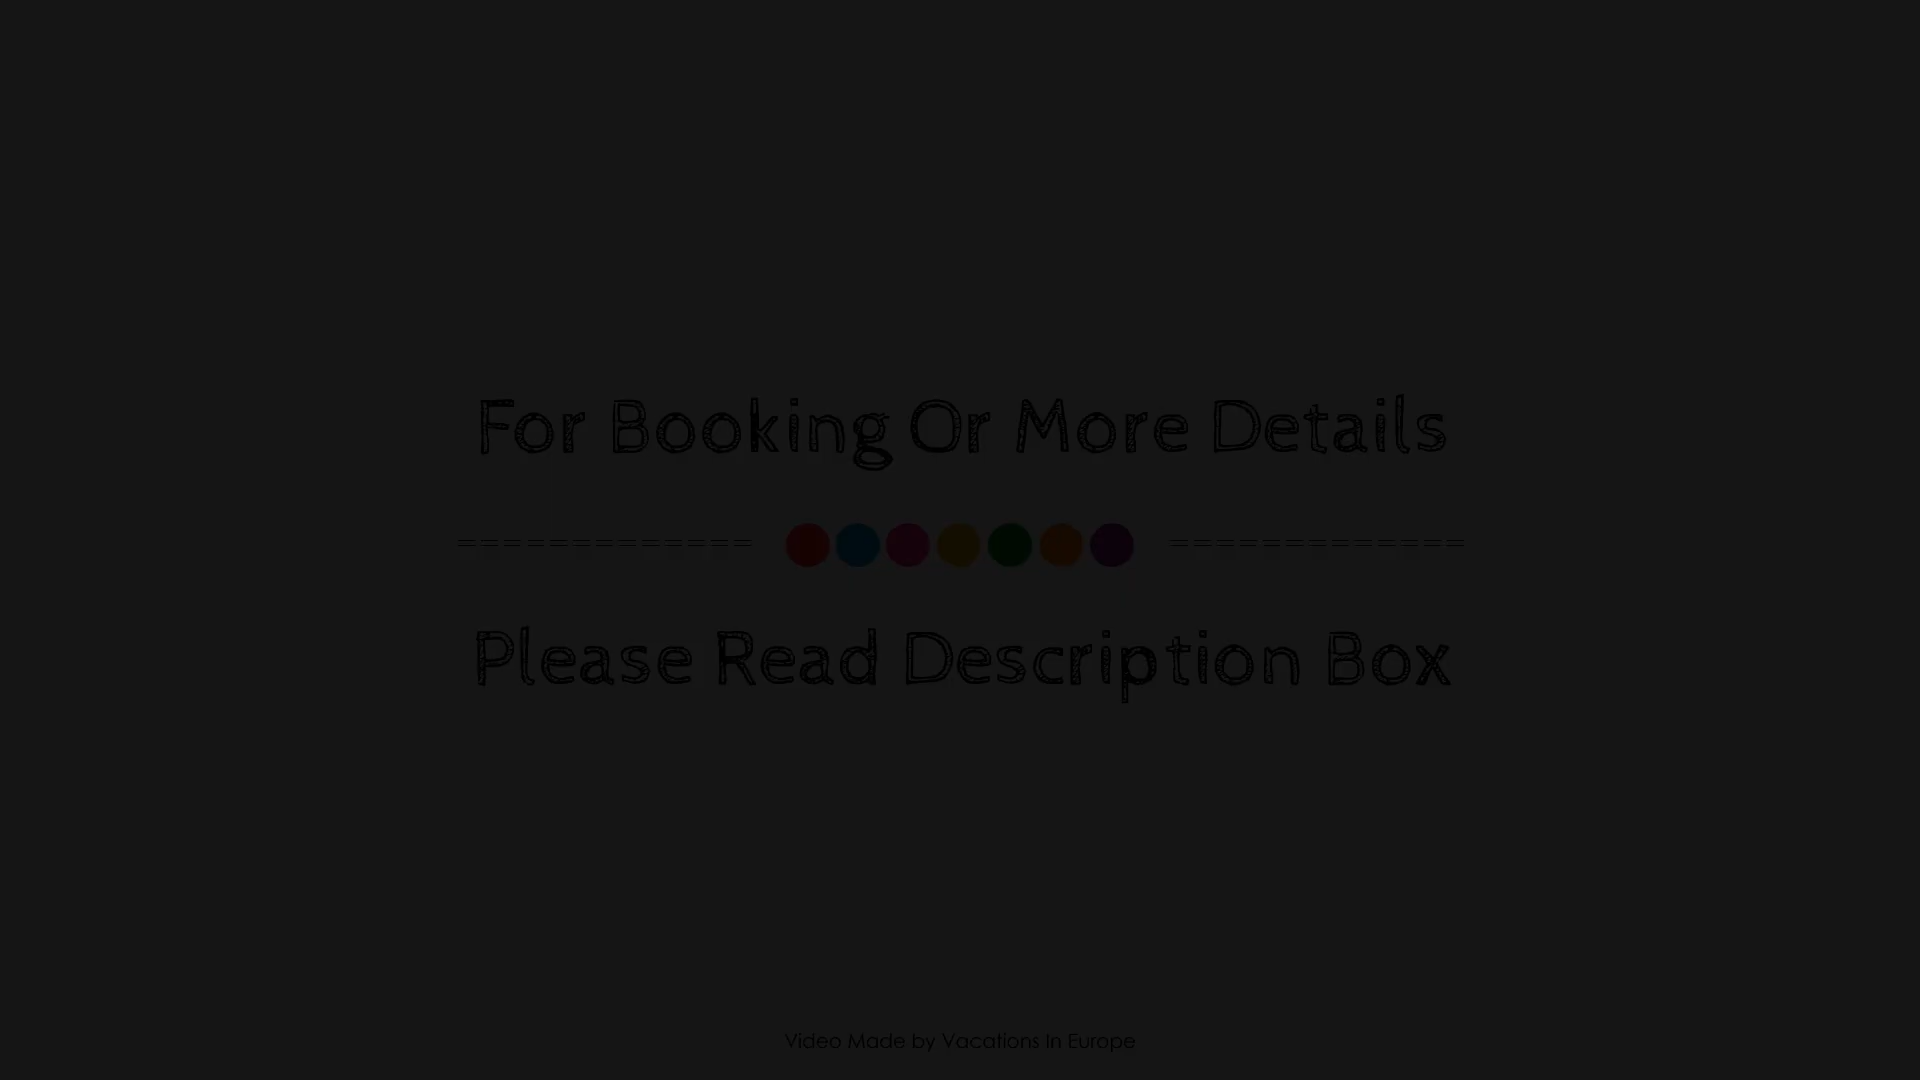 For Booking Or More Details
============= =============
Please Read Description Box
Video Made by Vacations In Europe